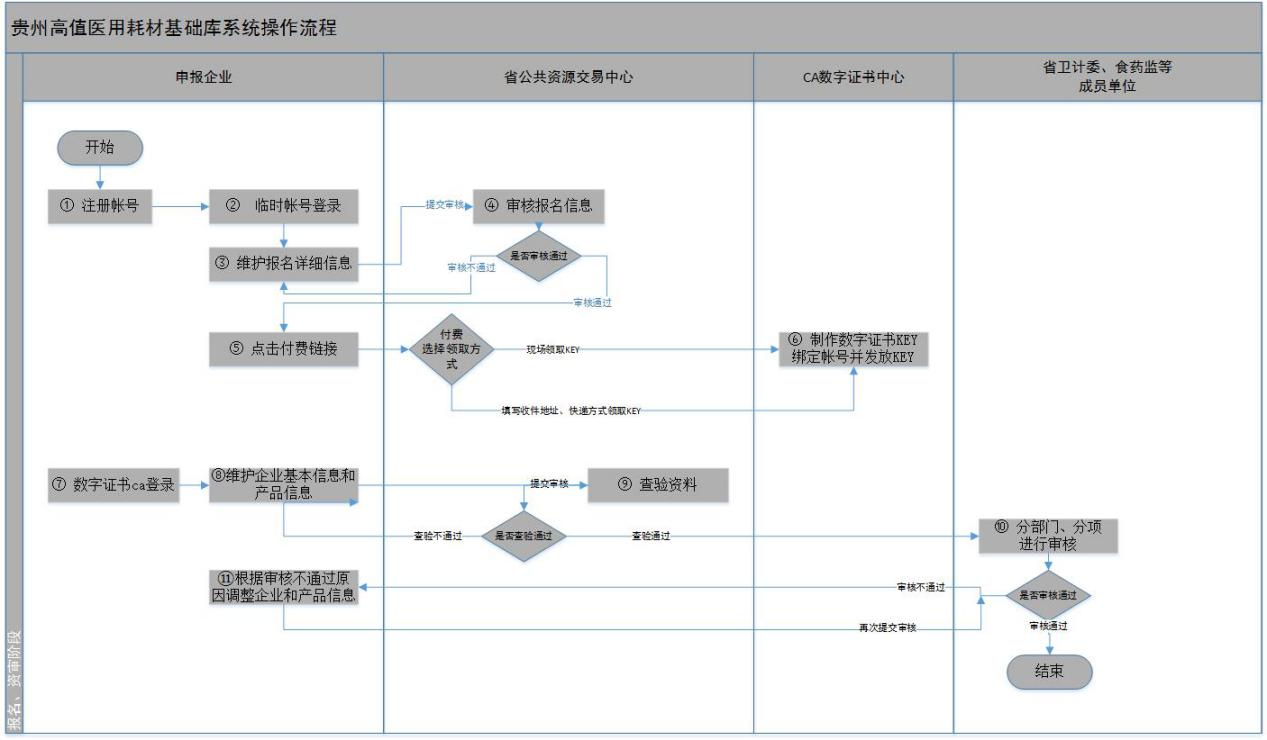 贵州高值医用耗材基础库系统操作流程
申报企业
省公共资源交易中心
CA数字证书中心
省卫计委、食药监等
成员单位
开始
① 注册帐号
② 临时帐号登录
提交审核
④ 审核报名信息
③ 维护报名详细信息
是否审核通过
审核不通过
审核通过
⑤ 点击付费链接
付费
选择领取方
式
现场领取KEY
⑥ 制作数字证书KEY
绑定帐号并发放KEY
填写收件地址、快递方式领取KEY
⑦ 数字证书ca登录
⑧维护企业基本信息和
产品信息
提交审核
⑨ 查验资料
查验不通过
是否查验通过
查验通过
⑩ 分部门、分项
进行审核
⑪根据审核不通过原
因调整企业和产品信息
审核不通过
是否审核通过
再次提交审核
审核通过
结束
报名、资审阶段